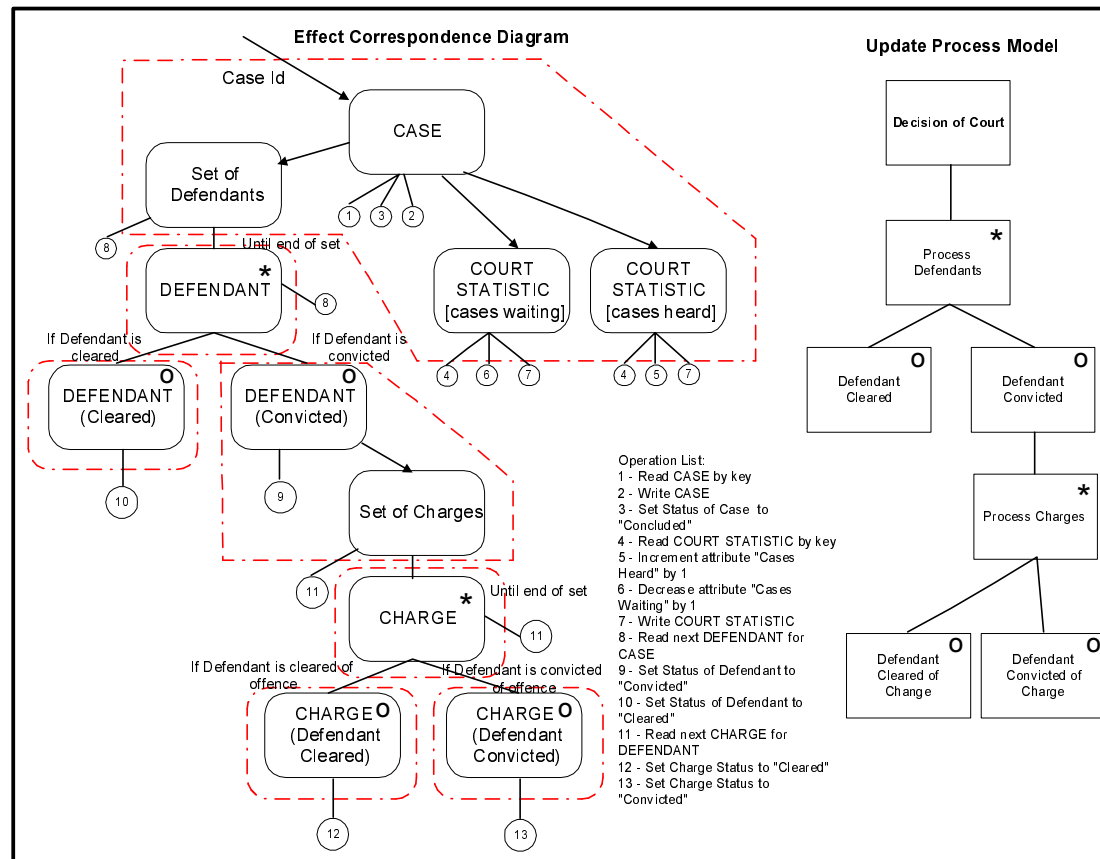 Effect Correspondence Diagram
Case Id
CASE
Set of
Defendants
1
3
2
8
Until end of set
DEFENDANT
*
8
COURT
STATISTIC
[cases waiting]
COURT
STATISTIC
[cases heard]
4
6
7
4
5
7
If Defendant is
cleared
If Defendant is
convicted
DEFENDANT
(Cleared)
O
DEFENDANT
(Convicted)
O
10
9
Set of Charges
11
Until end of set
CHARGE
*
11
If Defendant is cleared of
offence
If Defendant is convicted
of offence
CHARGE
(Defendant
Cleared)
O
CHARGE
(Defendant
Convicted)
O
12
13
Operation List:
1 - Read CASE by key
2 - Write CASE
3 - Set Status of Case to
"Concluded"
4 - Read COURT STATISTIC by key
5 - Increment attribute "Cases
Heard" by 1
6 - Decrease attribute "Cases
Waiting" by 1
7 - Write COURT STATISTIC
8 - Read next DEFENDANT for
CASE
9 - Set Status of Defendant to
"Convicted"
10 - Set Status of Defendant to
"Cleared"
11 - Read next CHARGE for
DEFENDANT
12 - Set Charge Status to "Cleared"
13 - Set Charge Status to
"Convicted"
Update Process Model
Decision of Court
Process
Defendants
*
Defendant
Cleared
O
Defendant
Convicted
O
Process Charges
*
Defendant
Cleared of
Change
O
Defendant
Convicted of
Charge
O